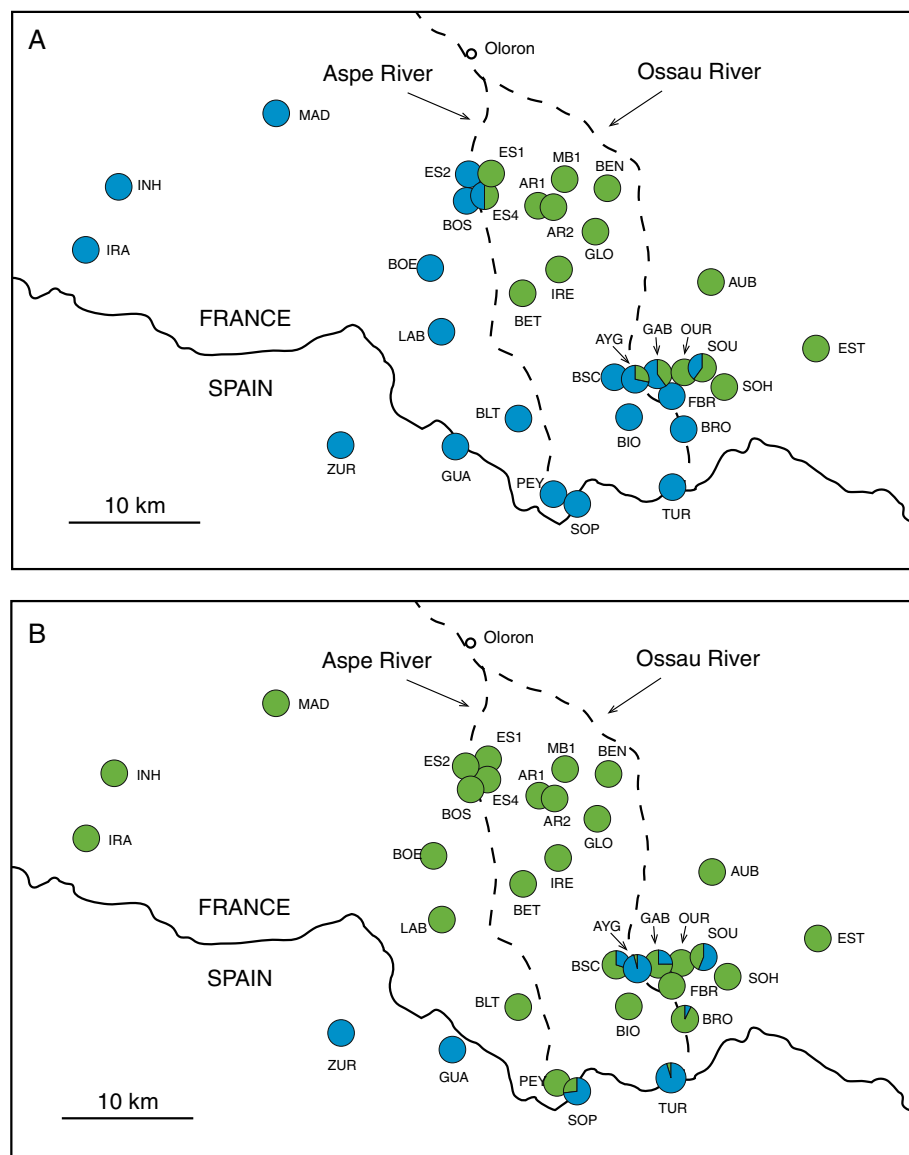 A
Oloron
Aspe River
Ossau River
MAD
ES1
MB1
BEN
ES2
AR1
INH
BOS
ES4
AR2
GLO
IRA
BOE
IRE
AUB
BET
FRANCE
LAB
GAB
OUR
AYG
SOU
EST
SPAIN
BSC
SOH
FBR
BLT
BIO
BRO
ZUR
GUA
PEY
SOP
TUR
10 km
B
Oloron
Aspe River
Ossau River
MAD
ES1
MB1
BEN
ES2
AR1
INH
BOS
ES4
AR2
GLO
IRA
BOE
IRE
AUB
BET
FRANCE
LAB
GAB
OUR
AYG
SOU
EST
SPAIN
BSC
SOH
FBR
BLT
BIO
BRO
ZUR
GUA
PEY
SOP
TUR
10 km